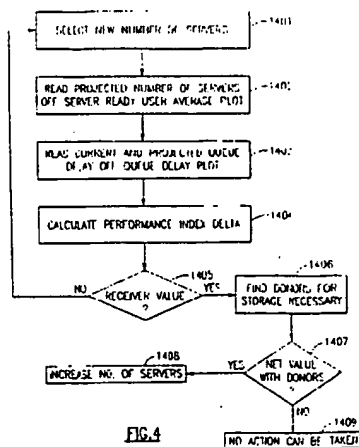 SELECT NEW NUMBER OF SERVERS
1401
READ PROJECTED NUMBER OF SERVERS
OFF SERVER READY USER AVERAGE PLOT
1402
READ CURRENT AND PROJECTED QUEUE
DELAY OFF QUEUE DELAY PLOT
1403
CALCULATE PERFORMANCE INDEX DELTA
1404
1405
NO
RECEIVER VALUE
?
YES
1406
FIND DONORS FOR
STORAGE NECESSARY
1407
1408
INCREASE NO. OF SERVERS
YES
NET VALUE
WITH DONORS
?
NO
1409
NO ACTION CAN BE TAKEN
FIG.4